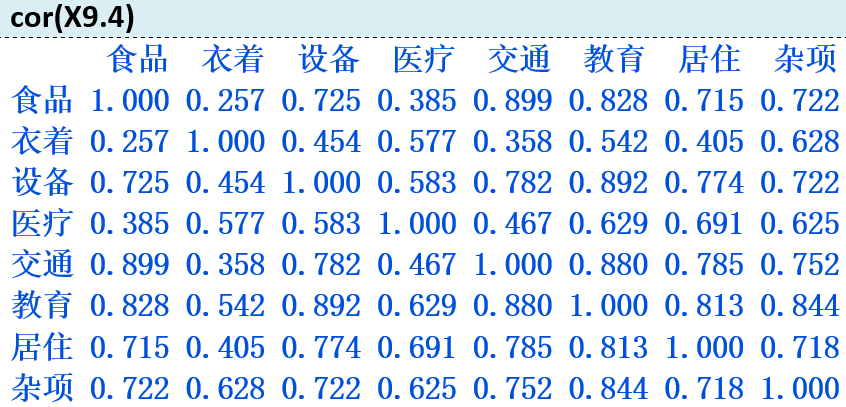 cor(X9.4)
食品 衣着 设备 医疗 交通 教育 居住 杂项
食品 1.000 0.257 0.725 0.385 0.899 0.828 0.715 0.722
衣着 0.257 1.000 0.454 0.577 0.358 0.542 0.405 0.628
设备 0.725 0.454 1.000 0.583 0.782 0.892 0.774 0.722
医疗 0.385 0.577 0.583 1.000 0.467 0.629 0.691 0.625
交通 0.899 0.358 0.782 0.467 1.000 0.880 0.785 0.752
教育 0.828 0.542 0.892 0.629 0.880 1.000 0.813 0.844
居住 0.715 0.405 0.774 0.691 0.785 0.813 1.000 0.718
杂项 0.722 0.628 0.722 0.625 0.752 0.844 0.718 1.000